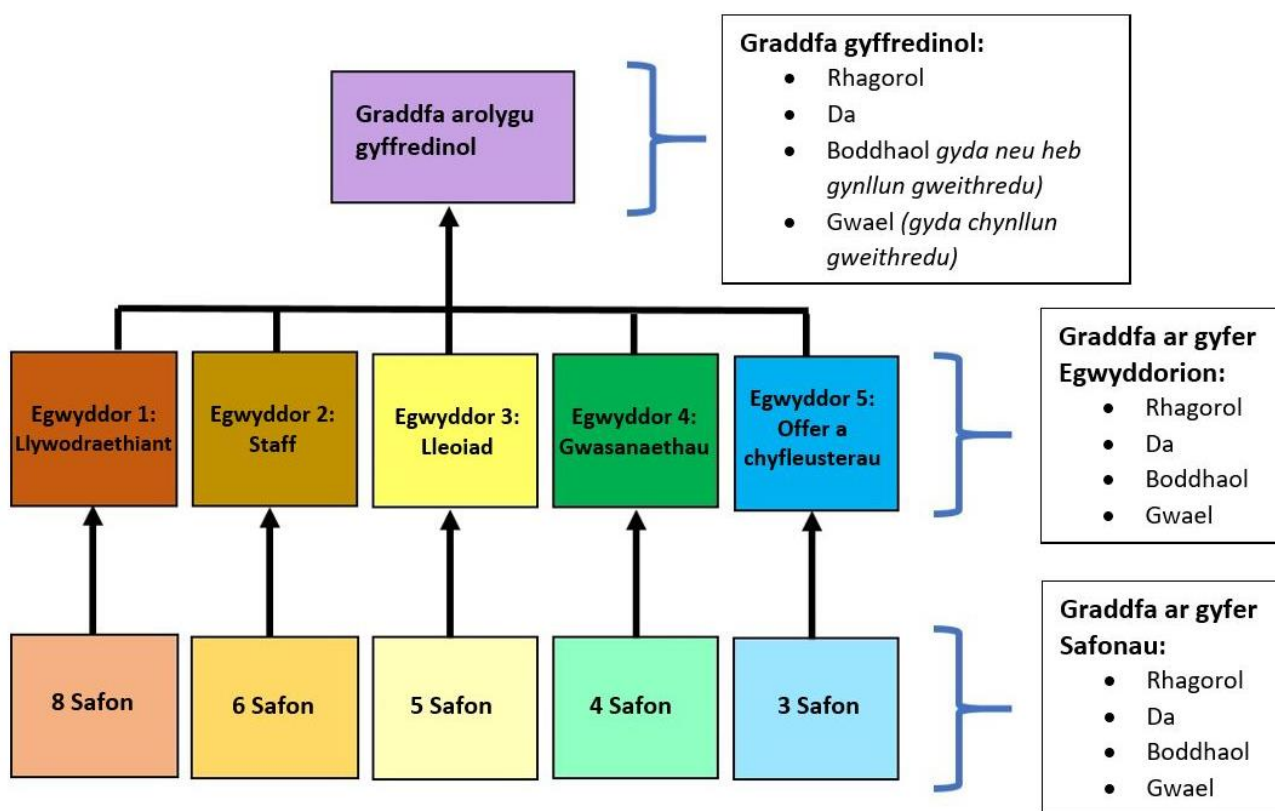 Graddfa gyffredinol:
• Rhagorol
• Da
• Boddhaol gyda neu heb
gynllun gweithredu)
• Gwael (gyda chynllun
gweithredu)
Graddfa arolygu
gyffredinol
Egwyddor 1:
Llywodraethiant
Egwyddor 2:
Staff
Egwyddor 3:
Lleoiad
Egwyddor 4:
Gwasanaethau
Egwyddor 5:
Offer a
chyfleusterau
Graddfa ar gyfer
Egwyddorion:
• Rhagorol
• Da
• Boddhaol
• Gwael
8 Safon
6 Safon
5 Safon
4 Safon
3 Safon
Graddfa ar gyfer
Safonau:
• Rhagorol
• Da
• Boddhaol
• Gwael